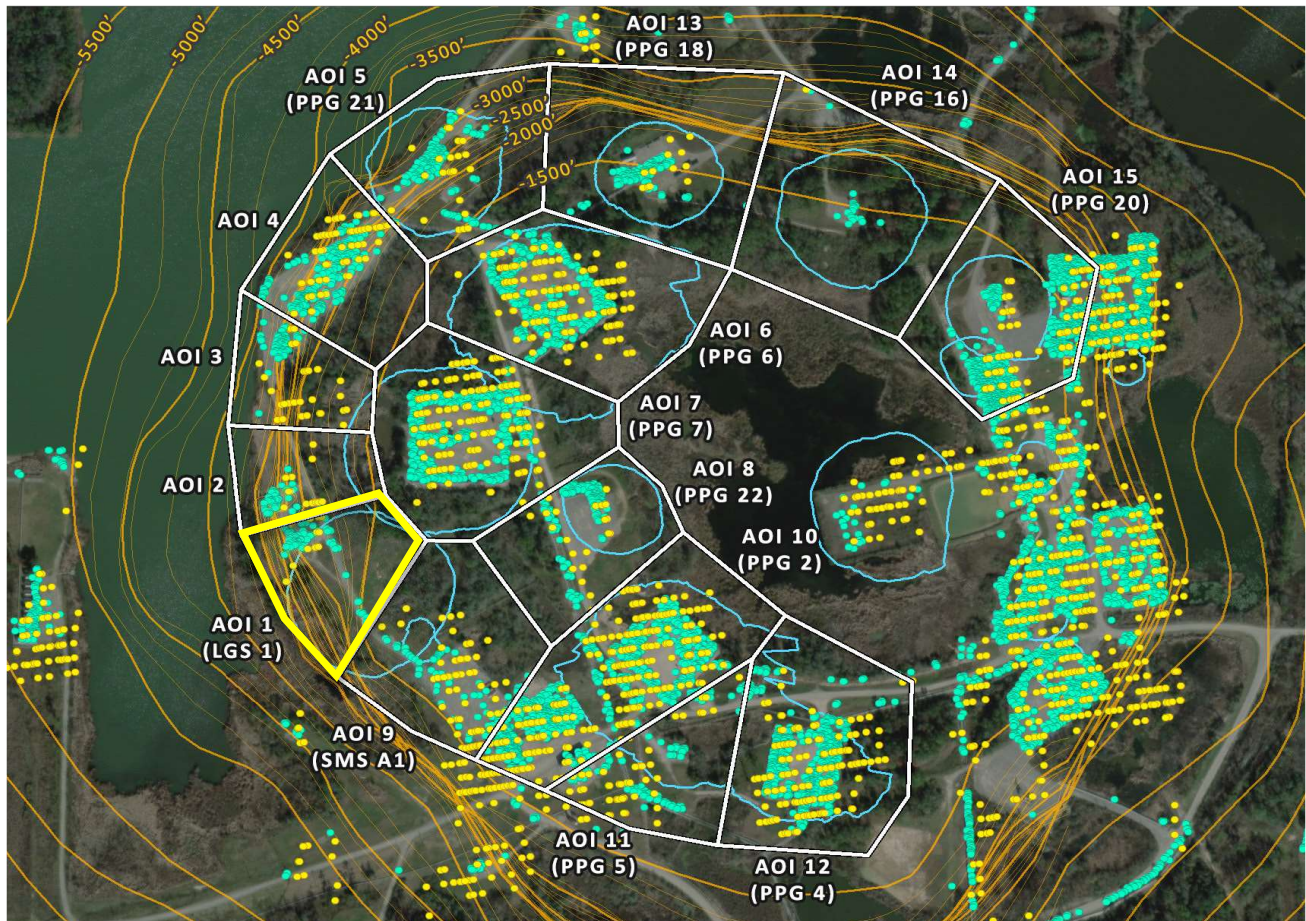 -5500'
-5000'
-4500'
-4000'
-3500'
-3000'
-2500'
-2000'
-1500'
AOI 13
(PPG 18)
AOI 14
(PPG 16)
AOI 5
(PPG 21)
AOI 15
(PPG 20)
AOI 4
AOI 3
AOI 6
(PPG 6)
AOI 7
(PPG 7)
AOI 2
AOI 8
(PPG 22)
AOI 10
(PPG 2)
AOI 1
(LGS 1)
AOI 9
(SMS A1)
AOI 11
(PPG 5)
AOI 12
(PPG 4)